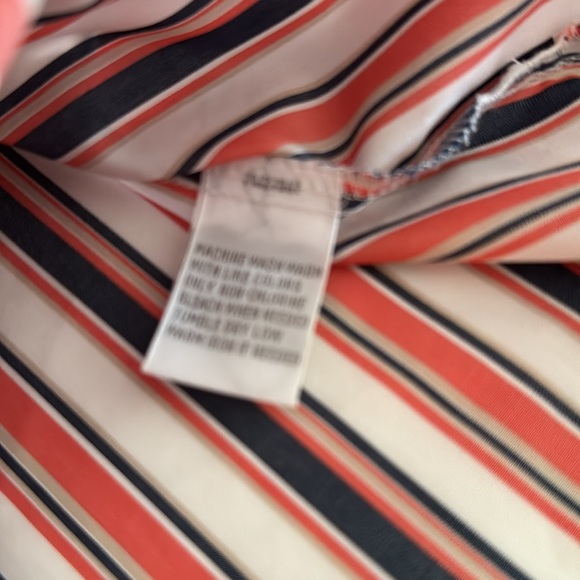 MACHINE WASH WARM
WITH LIKE COLORS
ONLY NON-CHLORINE
BLEACH WHEN NEEDED
TUMBLE DRY LOW
WARM IRON IF NEEDED